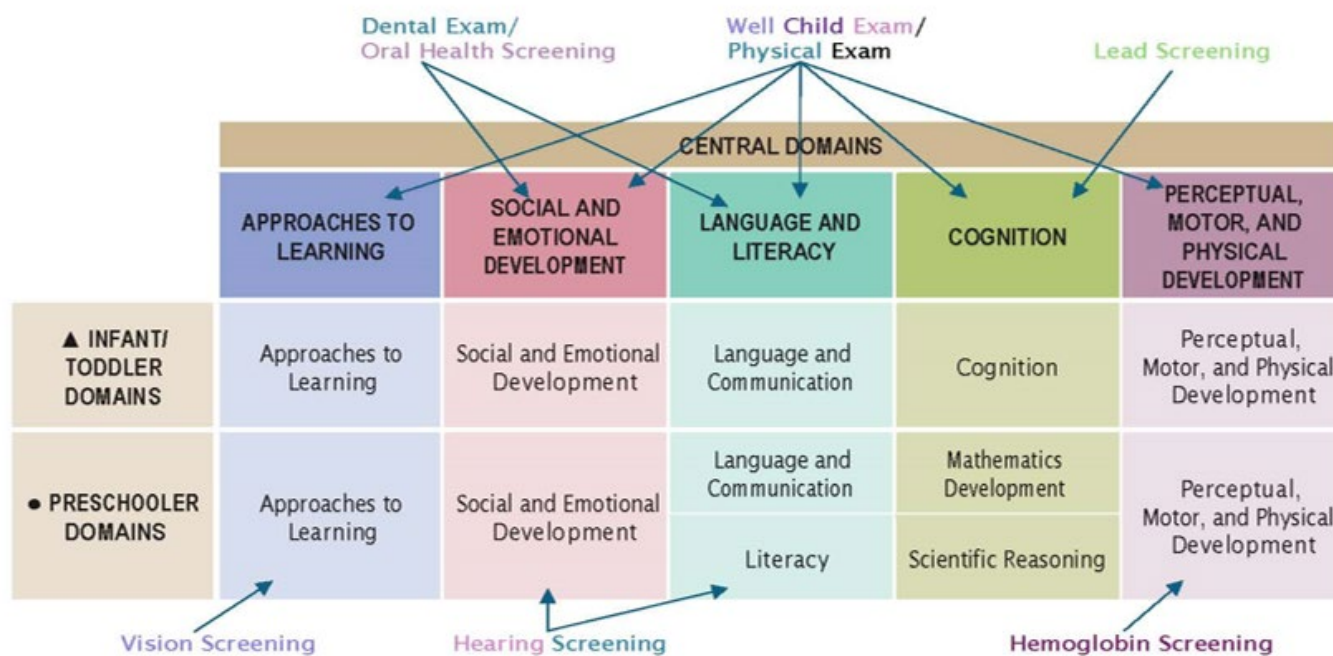 Dental Exam/
Oral Health Screening
Well Child Exam/
Physical Exam
Lead Screening
CENTRAL DOMAINS
APPROACHES TO
LEARNING
SOCIAL AND
EMOTIONAL
DEVELOPMENT
LANGUAGE AND
LITERACY
COGNITION
PERCEPTUAL,
MOTOR, AND
PHYSICAL
DEVELOPMENT
▲ INFANT/
TODDLER
DOMAINS
Approaches to
Learning
Social and Emotional
Development
Language and
Communication
Cognition
Perceptual,
Motor, and Physical
Development
● PRESCHOOLER
DOMAINS
Approaches to
Learning
Social and Emotional
Development
Language and
Communication
Literacy
Mathematics
Development
Scientific Reasoning
Perceptual,
Motor, and Physical
Development
Vision Screening
Hearing Screening
Hemoglobin Screening